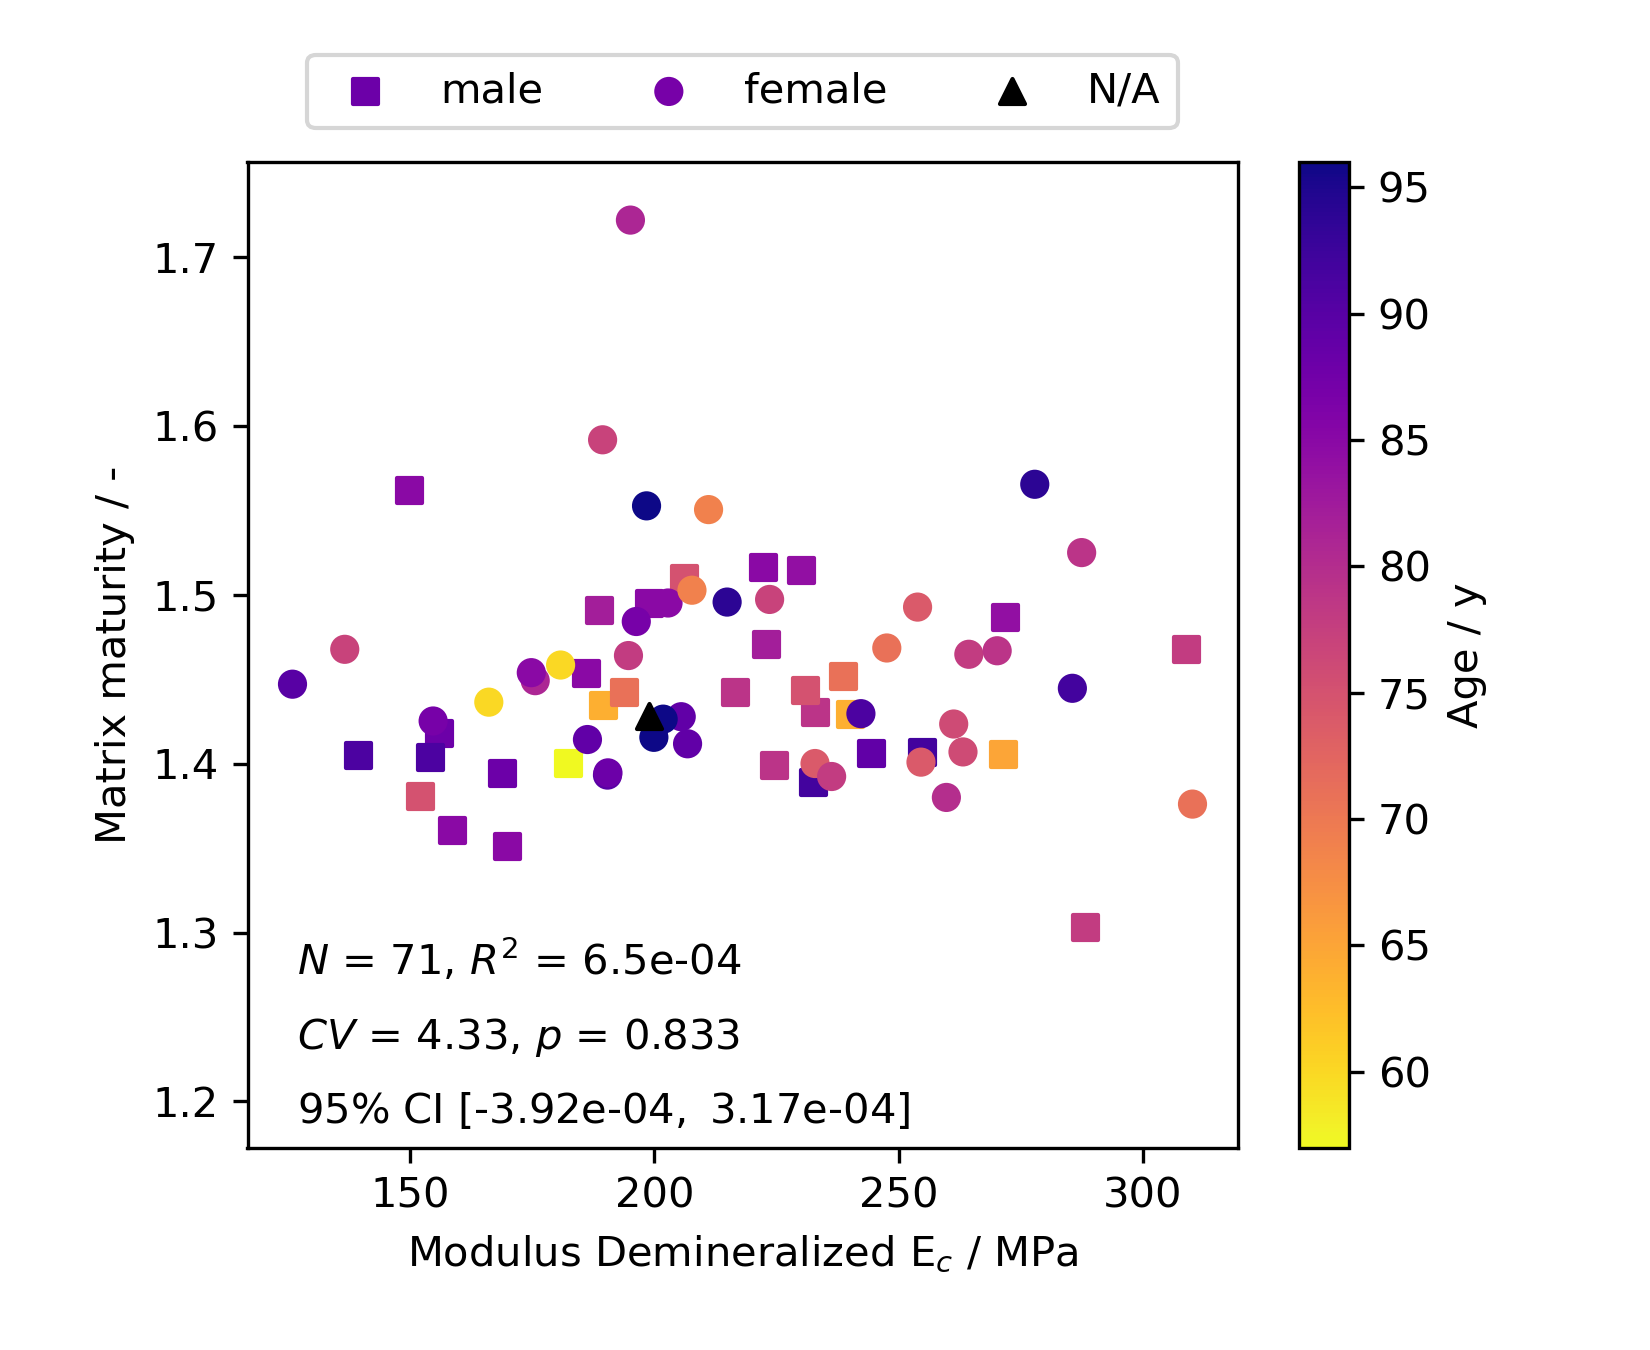 male female N/A
1.7
1.6
1.5
1.4
1.3
1.2
Matrix maturity / -
N = 71, R² = 6.5e-04
CV = 4.33, p = 0.833
95% CI [-3.92e-04, 3.17e-04]
150 200 250 300
Modulus Demineralized E_c / MPa
95
90
85
80
75
70
65
60
Age / y